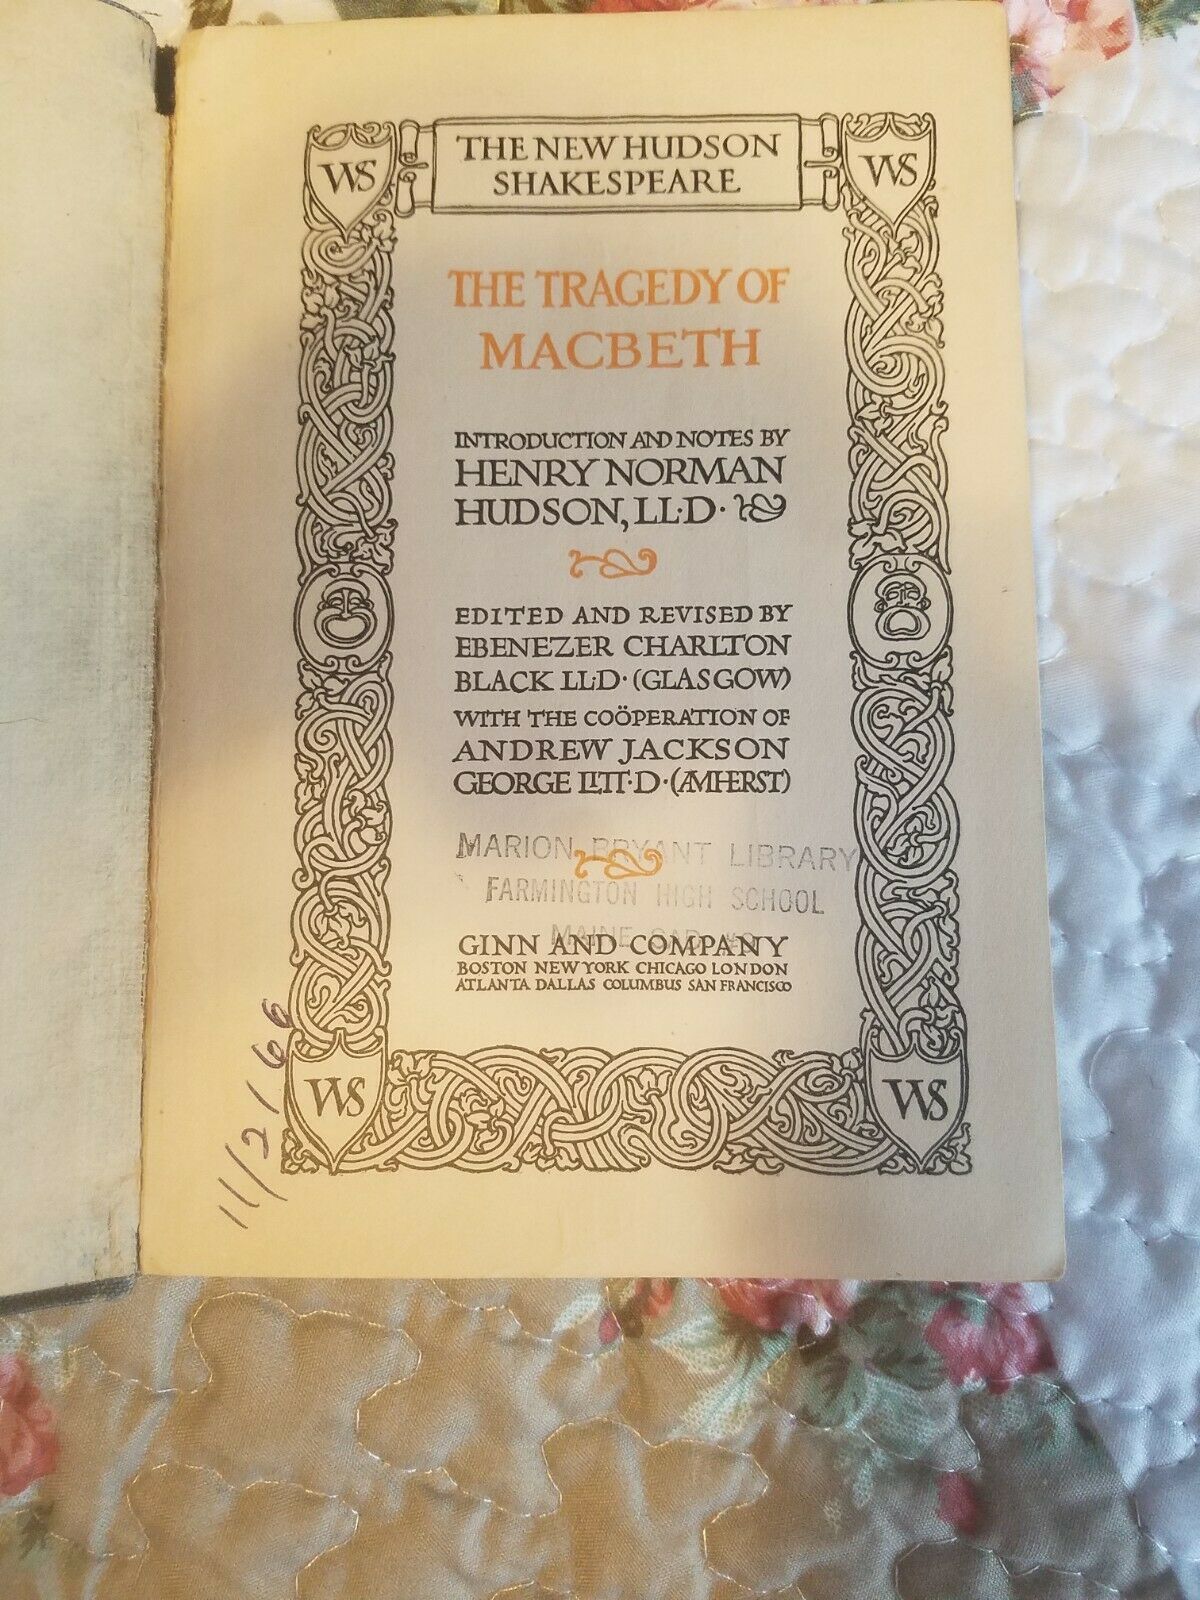 WS
THE NEW HUDSON
SHAKESPEARE
WS
THE TRAGEDY OF
MACBETH
INTRODUCTION AND NOTES BY
HENRY NORMAN
HUDSON, LL·D·
EDITED AND REVISED BY
EBENEZER CHARLTON
BLACK LL·D· (GLASGOW)
WITH THE COÖPERATION OF
ANDREW JACKSON
GEORGE LITT·D·(AMHERST)
MARION BRYANT LIBRARY
FARMINGTON HIGH SCHOOL
MAINE SAD #9
GINN AND COMPANY
BOSTON NEW YORK CHICAGO LONDON
ATLANTA DALLAS COLUMBUS SAN FRANCISCO
11/2/66
WS
WS